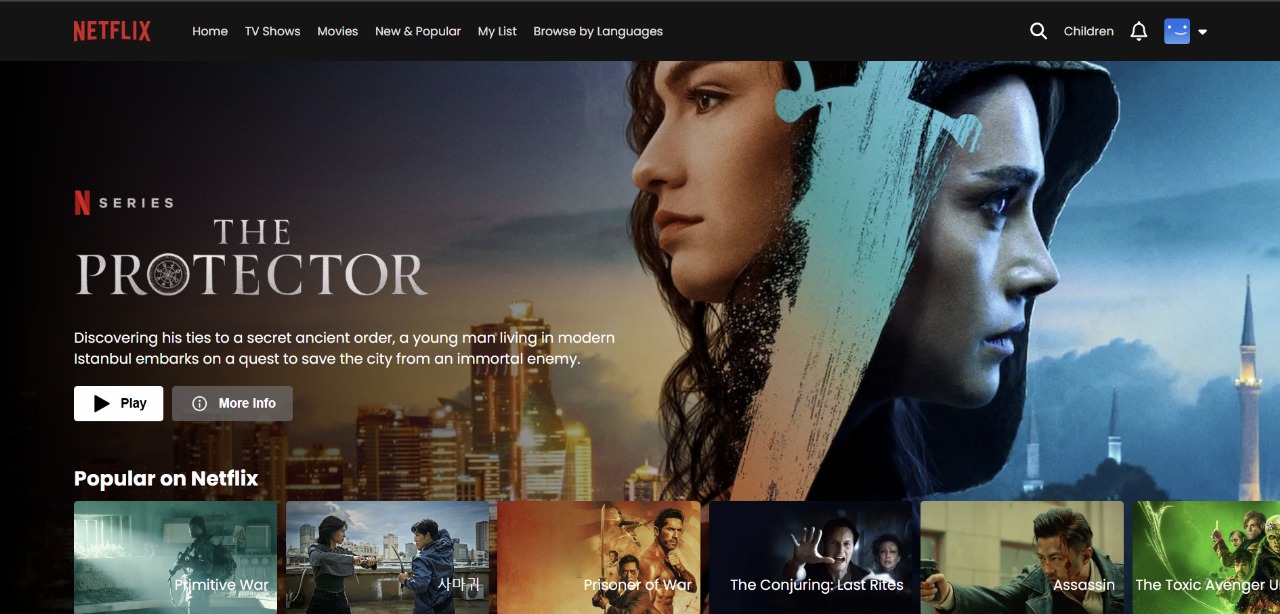 NETFLIX
Home TV Shows Movies New & Popular My List Browse by Languages
Children
N SERIES
THE
PROTECTOR
Discovering his ties to a secret ancient order, a young man living in modern
Istanbul embarks on a quest to save the city from an immortal enemy.
Play More Info
Popular on Netflix
Primitive War
사마귀
Prisoner of War
The Conjuring: Last Rites
Assassin
The Toxic Avenger U